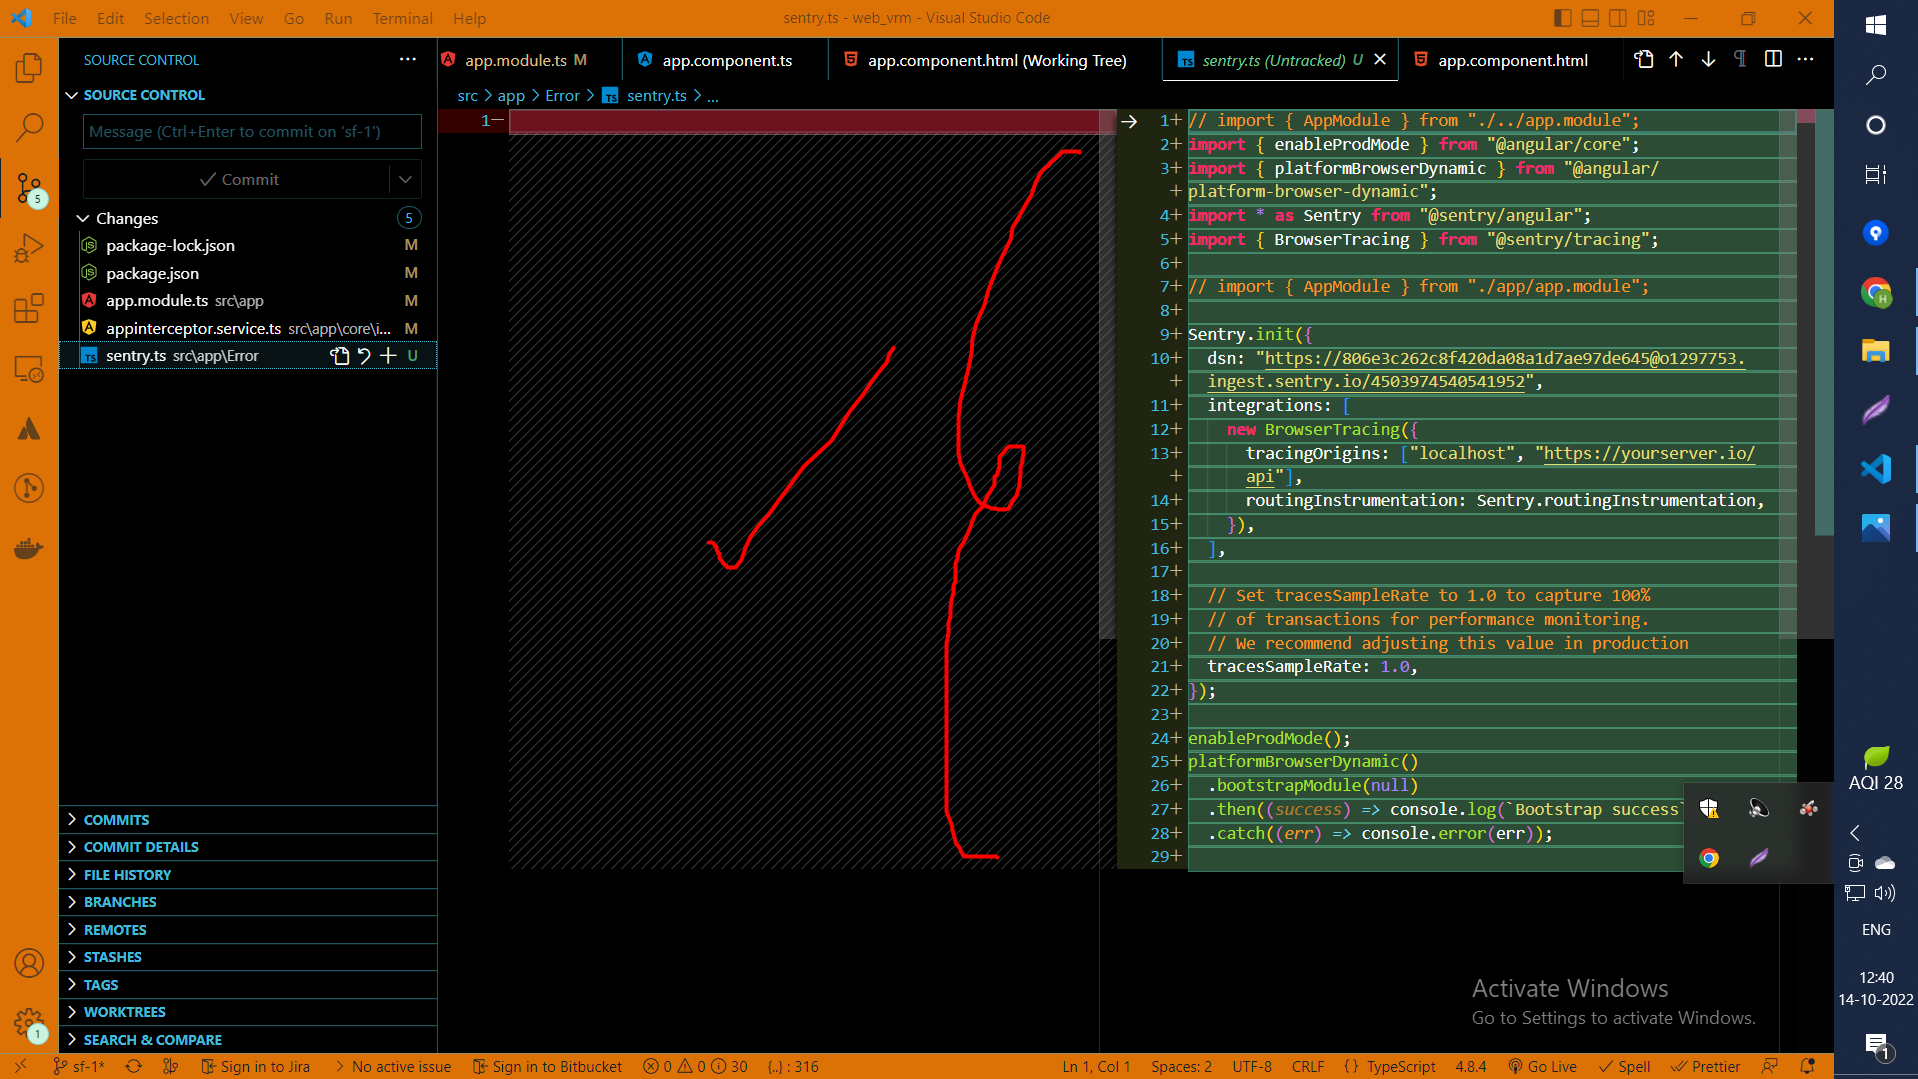 File Edit Selection View Go Run Terminal Help
sentry.ts - web_vrm - Visual Studio Code
SOURCE CONTROL
SOURCE CONTROL
Message (Ctrl+Enter to commit on 'sf-1')
Commit
Changes 5
package-lock.json M
package.json M
app.module.ts src\app M
appinterceptor.service.ts src\app\core\i... M
sentry.ts src\app\Error U
COMMITS
COMMIT DETAILS
FILE HISTORY
BRANCHES
REMOTES
STASHES
TAGS
WORKTREES
SEARCH & COMPARE
5
1
app.module.ts M
app.component.ts
app.component.html (Working Tree)
sentry.ts (Untracked) U
app.component.html
src > app > Error > TS sentry.ts > ...
1−
1+ // import { AppModule } from "./../app.module";
2+ import { enableProdMode } from "@angular/core";
3+ import { platformBrowserDynamic } from "@angular/
+ platform-browser-dynamic";
4+ import * as Sentry from "@sentry/angular";
5+ import { BrowserTracing } from "@sentry/tracing";
6+
7+ // import { AppModule } from "./app/app.module";
8+
9+ Sentry.init({
10+ dsn: "https://806e3c262c8f420da08a1d7ae97de645@o1297753.
+ ingest.sentry.io/4503974540541952",
11+ integrations: [
12+ new BrowserTracing({
13+ tracingOrigins: ["localhost", "https://yourserver.io/
+ api"],
14+ routingInstrumentation: Sentry.routingInstrumentation,
15+ }),
16+ ],
17+
18+ // Set tracesSampleRate to 1.0 to capture 100%
19+ // of transactions for performance monitoring.
20+ // We recommend adjusting this value in production
21+ tracesSampleRate: 1.0,
22+ });
23+
24+ enableProdMode();
25+ platformBrowserDynamic()
26+ .bootstrapModule(null)
27+ .then((success) => console.log(`Bootstrap success`
28+ .catch((err) => console.error(err));
29+
Activate Windows
Go to Settings to activate Windows.
sf-1* Sign in to Jira No active issue Sign in to Bitbucket 0 0 30 {..} : 316 Ln 1, Col 1 Spaces: 2 UTF-8 CRLF {} TypeScript 4.8.4 Go Live Spell Prettier
AQI 28
ENG
12:40
14-10-2022
1